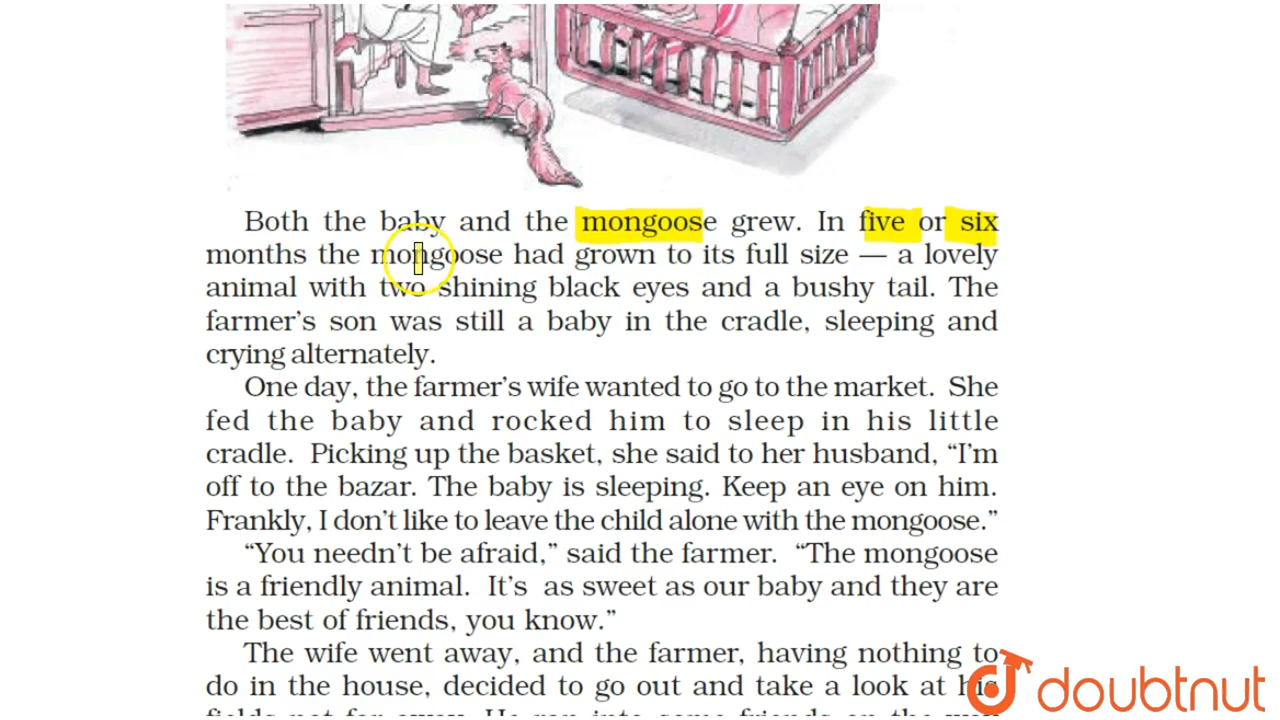 Both the baby and the mongoose grew. In five or six
months the mongoose had grown to its full size — a lovely
animal with two shining black eyes and a bushy tail. The
farmer's son was still a baby in the cradle, sleeping and
crying alternately.
One day, the farmer's wife wanted to go to the market. She
fed the baby and rocked him to sleep in his little
cradle. Picking up the basket, she said to her husband, “I'm
off to the bazar. The baby is sleeping. Keep an eye on him.
Frankly, I don't like to leave the child alone with the mongoose.”
“You needn't be afraid,” said the farmer. “The mongoose
is a friendly animal. It's as sweet as our baby and they are
the best of friends, you know.”
The wife went away, and the farmer, having nothing to
do in the house, decided to go out and take a look at his
doubtnut